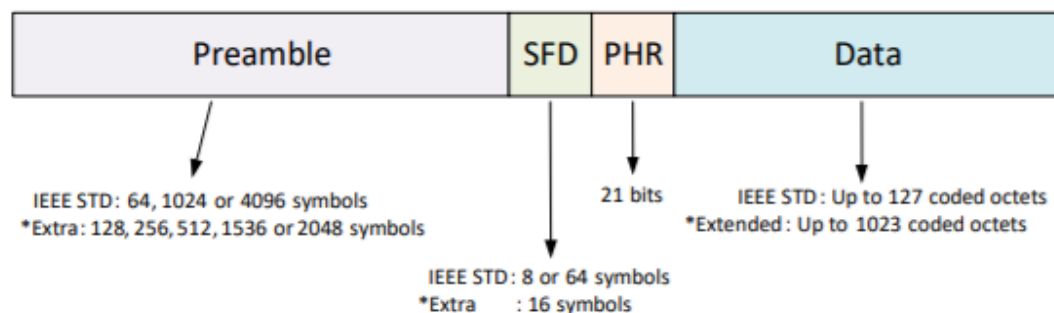 Preamble
SFD
PHR
Data
IEEE STD: 64, 1024 or 4096 symbols
*Extra: 128, 256, 512, 1536 or 2048 symbols
21 bits
IEEE STD: Up to 127 coded octets
*Extended: Up to 1023 coded octets
IEEE STD: 8 or 64 symbols
*Extra : 16 symbols